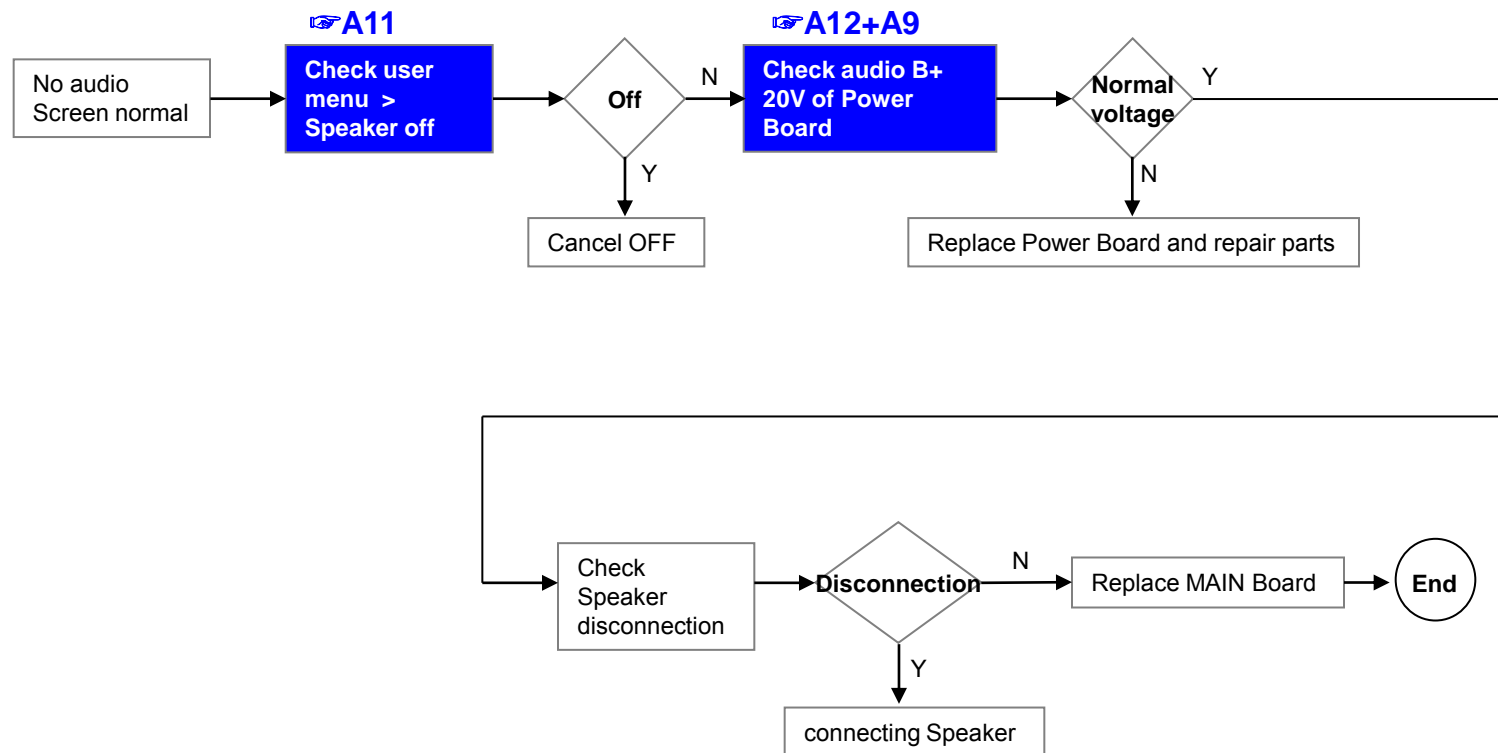 ☞A11
☞A12+A9
No audio
Screen normal
Check user
menu >
Speaker off
Off
N
Y
Cancel OFF
Check audio B+
20V of Power
Board
Normal
voltage
Y
N
Replace Power Board and repair parts
Check
Speaker
disconnection
Disconnection
N
Y
connecting Speaker
Replace MAIN Board
End